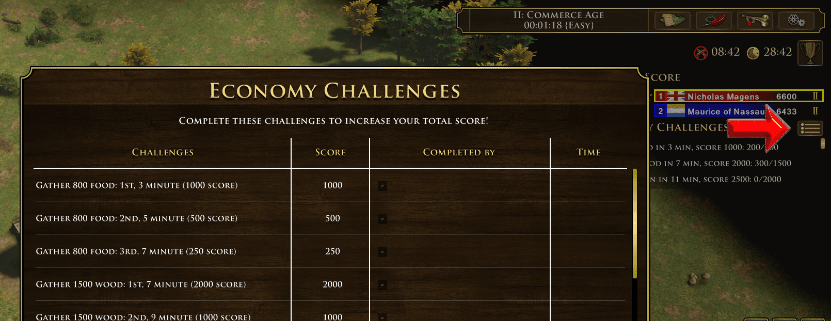 II: Commerce Age
00:01:18 (Easy)
08:42
28:42
Score
1 Nicholas Magens 6600 II
2 Maurice of Nassau 6433 II
Economy Challenges
Complete these challenges to increase your total score!
Challenges Score Completed by Time
Challenges
in 3 min, score 1000: 200/
in 7 min, score 2000: 300/1500
in 11 min, score 2500: 0/2000
Gather 800 food: 1st, 3 minute (1000 score) 1000 -
Gather 800 food: 2nd, 5 minute (500 score) 500 -
Gather 800 food: 3rd, 7 minute (250 score) 250 -
Gather 1500 wood: 1st, 7 minute (2000 score) 2000 -
Gather 1500 wood: 2nd, 9 minute (1000 score) 1000 -